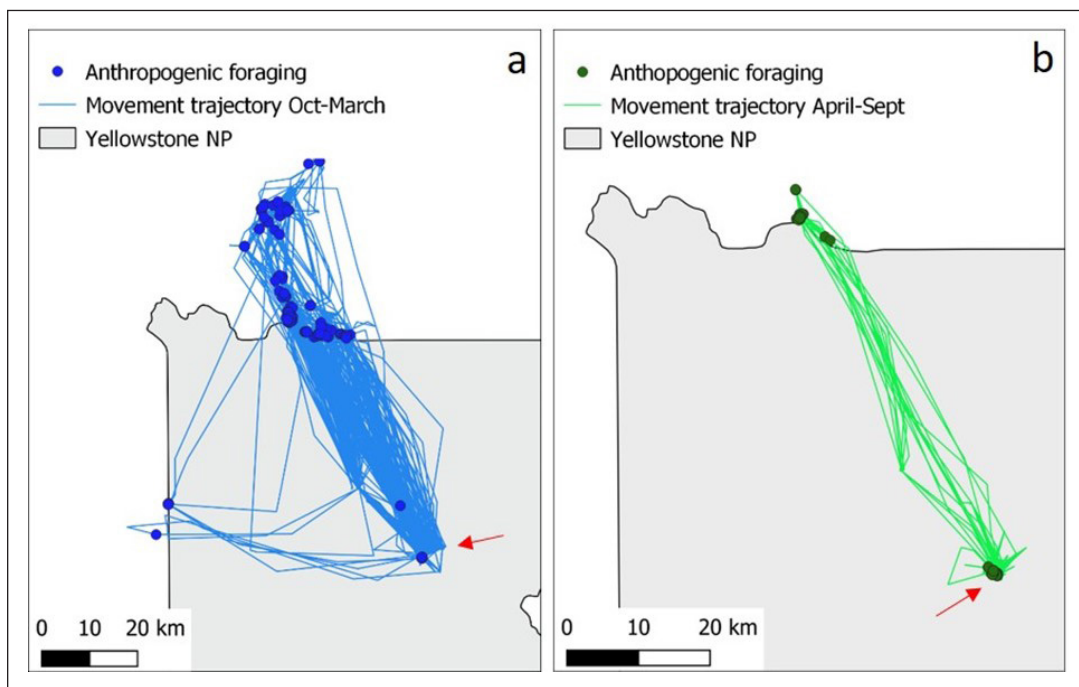 a
Anthropogenic foraging
Movement trajectory Oct-March
Yellowstone NP
0 10 20 km
b
Anthopogenic foraging
Movement trajectory April-Sept
Yellowstone NP
0 10 20 km